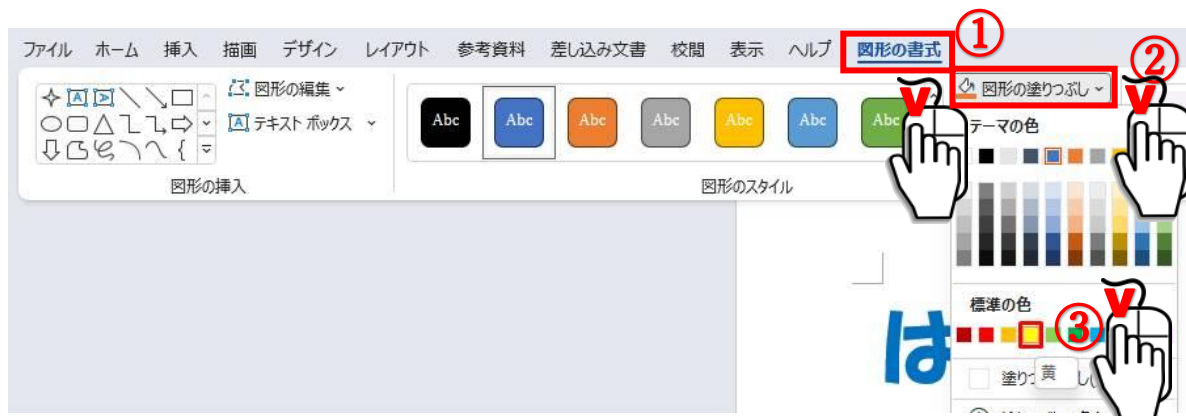 ①
ファイル ホーム 挿入 描画 デザイン レイアウト 参考資料 差し込み文書 校閲 表示 ヘルプ 図形の書式
②
図形の編集
テキスト ボックス
図形の挿入
Abc Abc Abc Abc Abc Abc Abc
図形のスタイル
図形の塗りつぶし
テーマの色
標準の色
③
黄
は